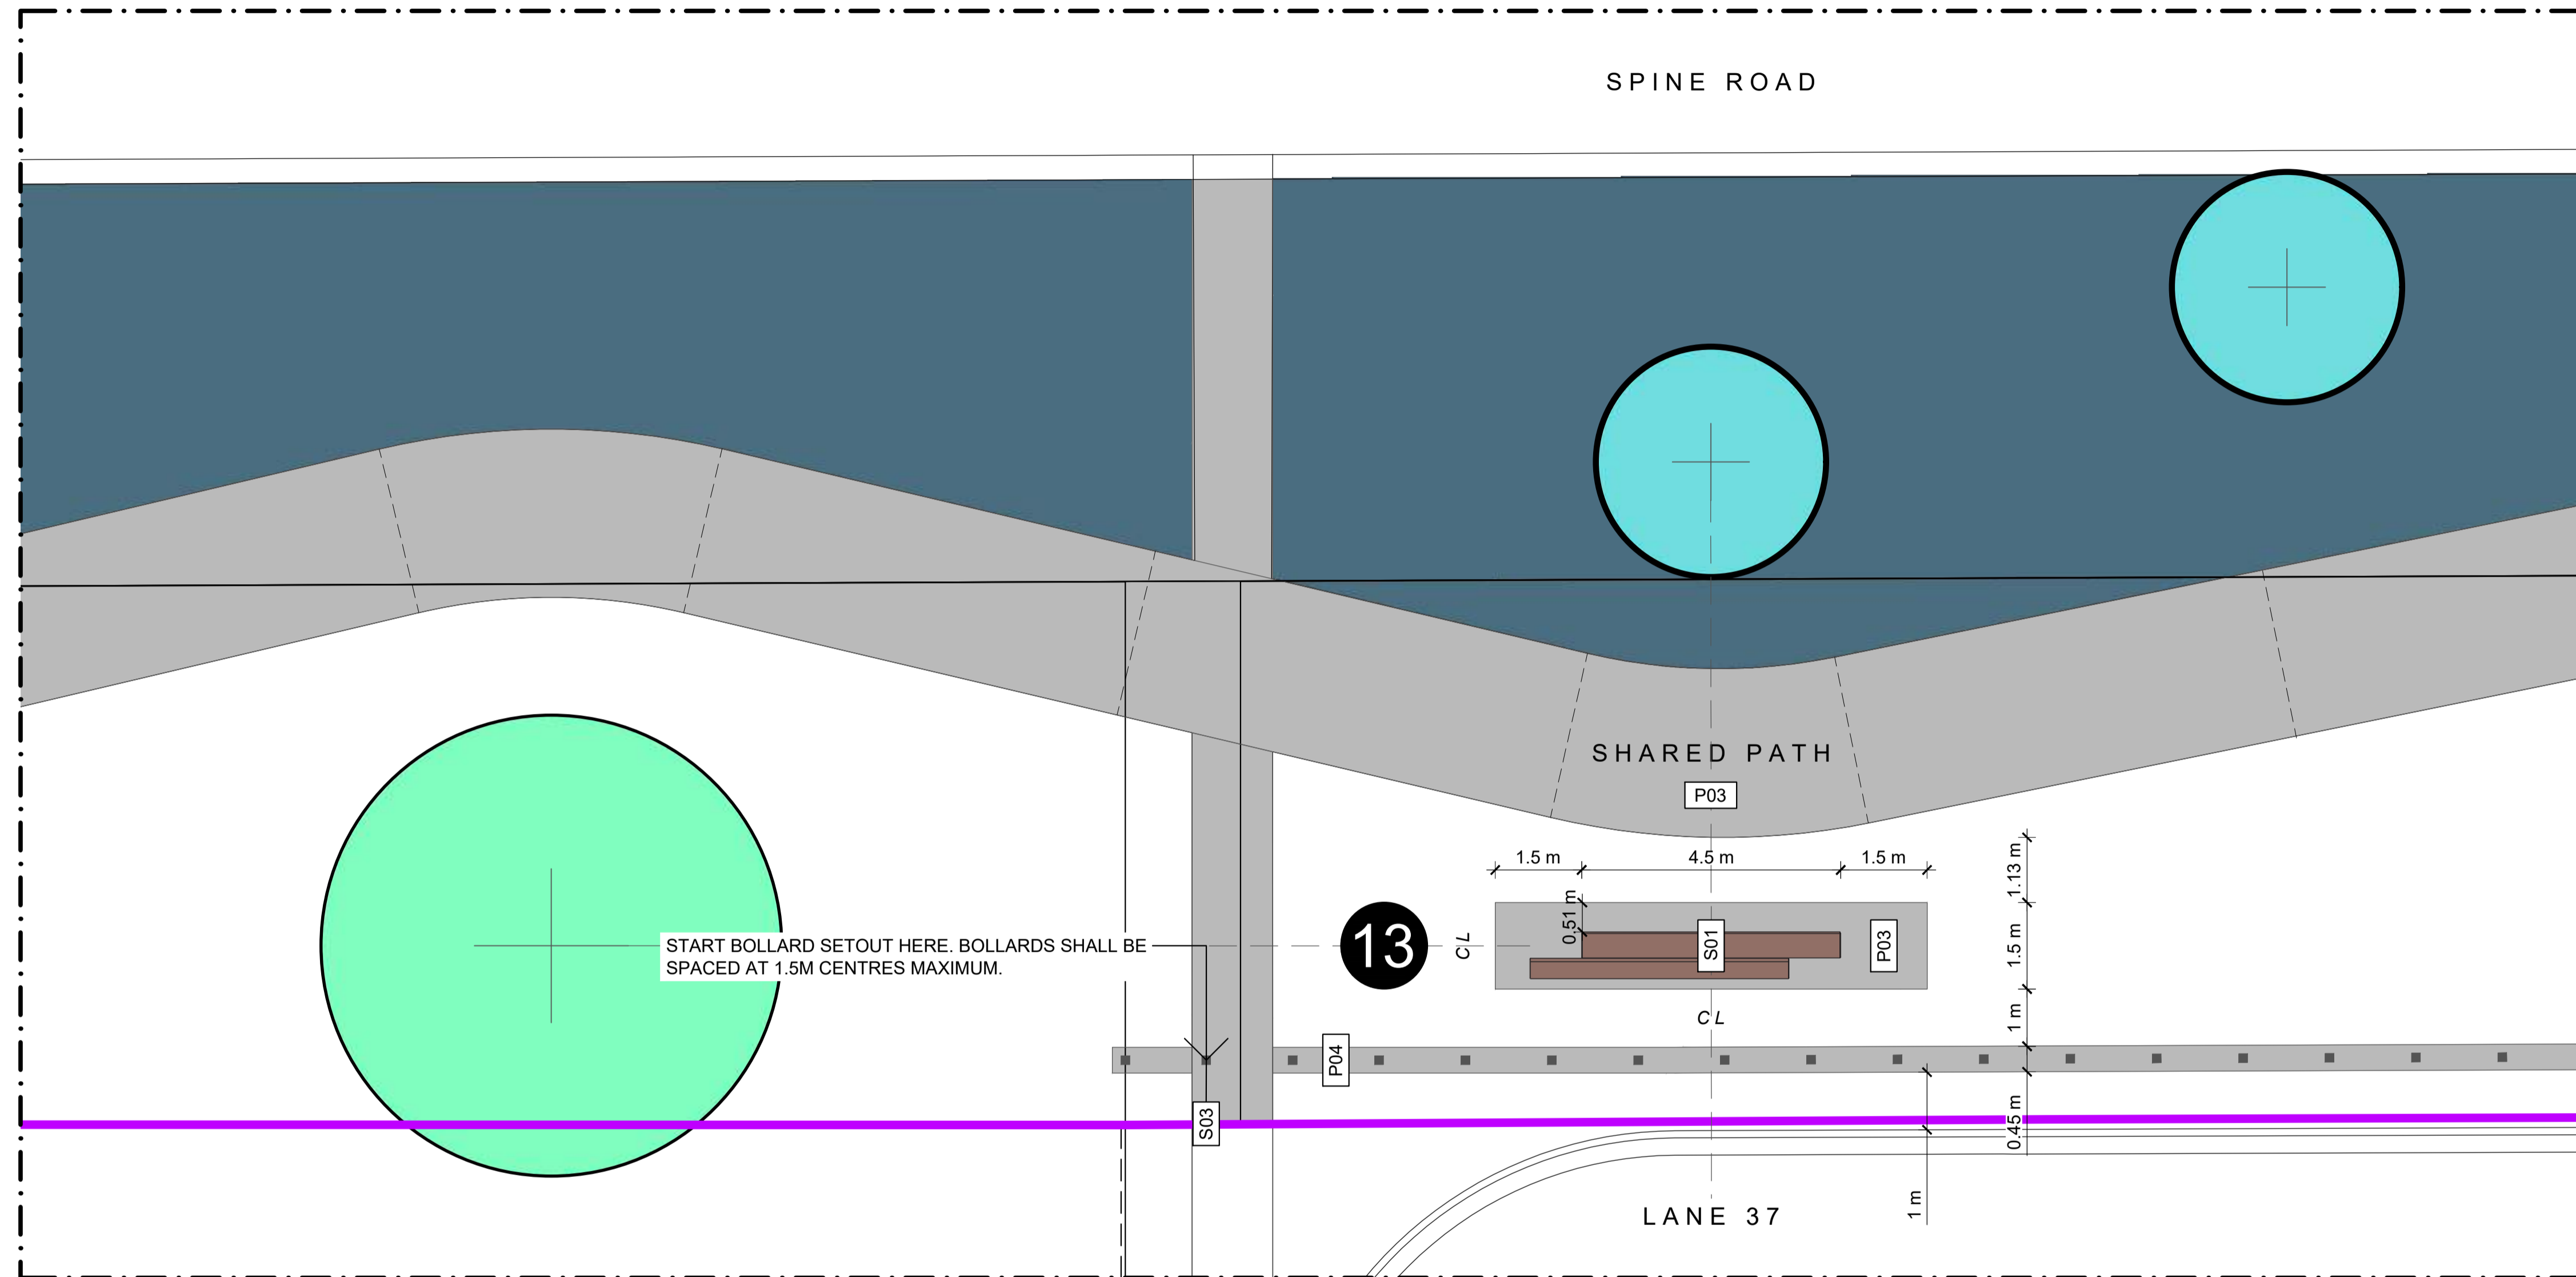 SPINE ROAD
SHARED PATH
P03
1.5 m
4.5 m
1.5 m
1.13 m
0.51 m
13
CL
S01
P03
1.5 m
START BOLLARD SETOUT HERE. BOLLARDS SHALL BE
SPACED AT 1.5M CENTRES MAXIMUM.
CL
1 m
P04
S03
0.45 m
1 m
LANE 37